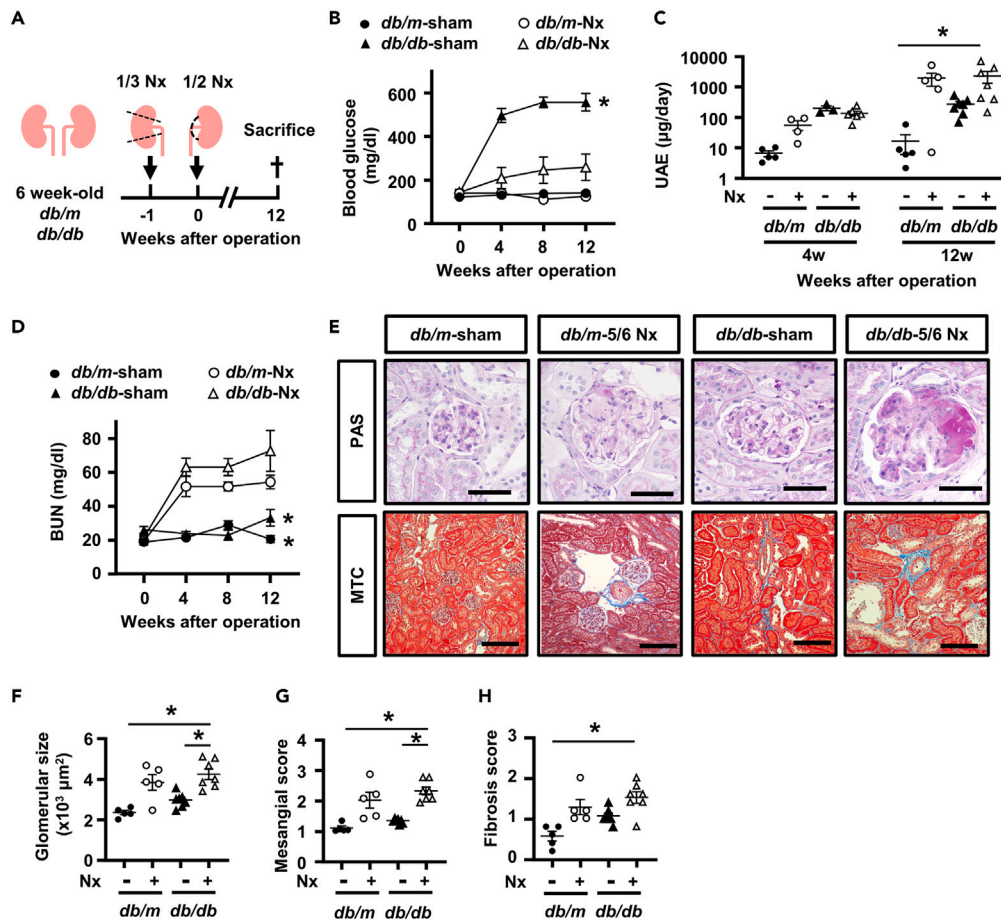 A
1/3 Nx 1/2 Nx
Sacrifice
6 week-old
db/m
db/db
-1 0 12
Weeks after operation
B
db/m-sham db/m-Nx
db/db-sham db/db-Nx
Blood glucose
(mg/dl)
600
400
200
*
0 4 8 12
Weeks after operation
C
*
UAE (µg/day)
10000
1000
100
10
1
Nx - + - + - + - +
db/m db/db db/m db/db
4w 12w
Weeks after operation
D
db/m-sham db/m-Nx
db/db-sham db/db-Nx
BUN (mg/dl)
80
60
40
20
0
*
*
0 4 8 12
Weeks after operation
E
db/m-sham db/m-5/6 Nx db/db-sham db/db-5/6 Nx
PAS
MTC
F
*
*
Glomerular size
(x10³ µm²)
6
4
2
0
Nx - + - +
db/m db/db
G
*
*
Mesangial score
4
3
2
1
0
Nx - + - +
db/m db/db
H
*
Fibrosis score
3
2
1
0
Nx - + - +
db/m db/db